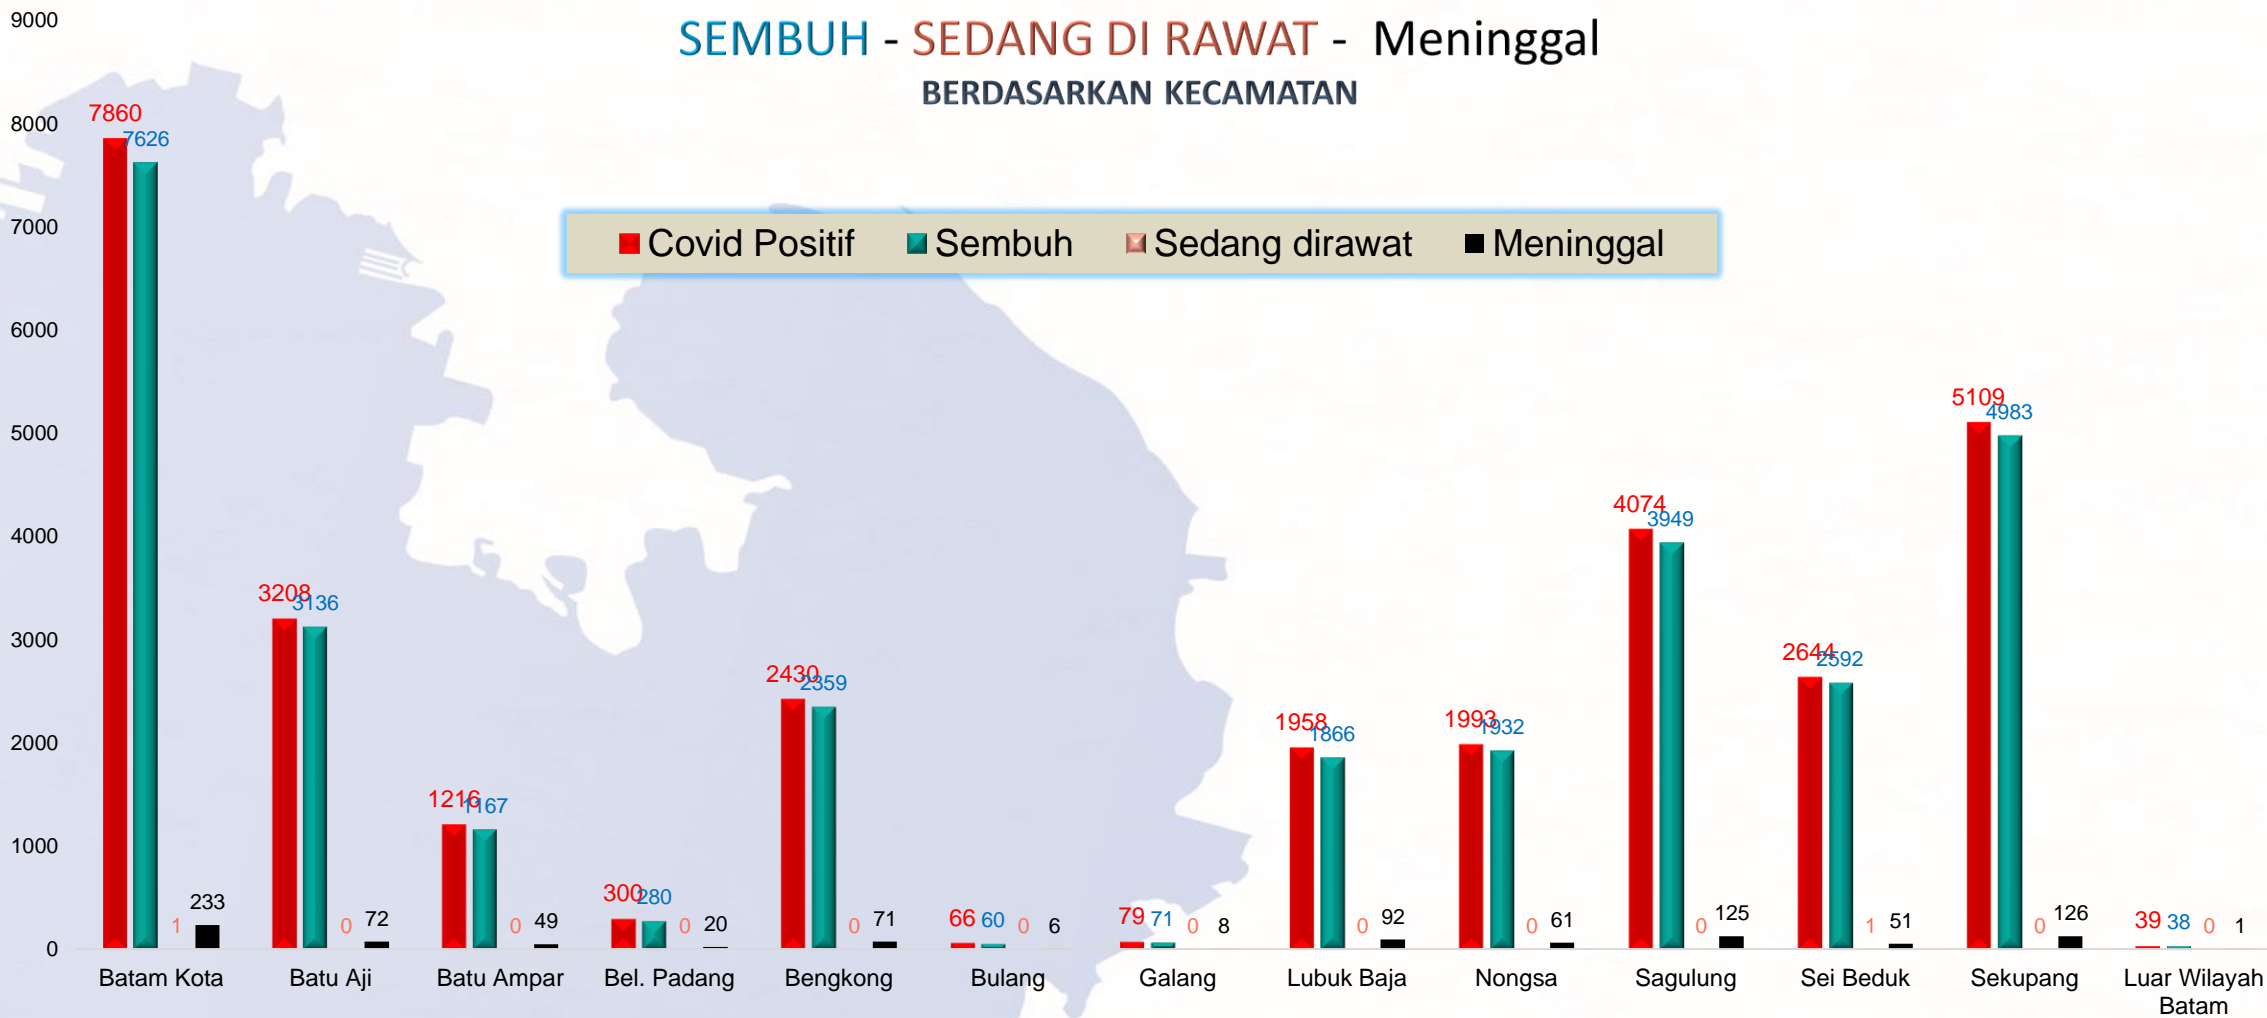 SEMBUH - SEDANG DI RAWAT - Meninggal
BERDASARKAN KECAMATAN
Covid Positif Sembuh Sedang dirawat Meninggal
9000
8000
7000
6000
5000
4000
3000
2000
1000
0
7860 7626 1 233
3208 3136 0 72
1216 1167 0 49
300 280 0 20
2430 2359 0 71
66 60 0 6
79 71 0 8
1958 1866 0 92
1993 1932 0 61
4074 3949 0 125
2644 2592 1 51
5109 4983 0 126
39 38 0 1
Batam Kota Batu Aji Batu Ampar Bel. Padang Bengkong Bulang Galang Lubuk Baja Nongsa Sagulung Sei Beduk Sekupang Luar Wilayah
Batam